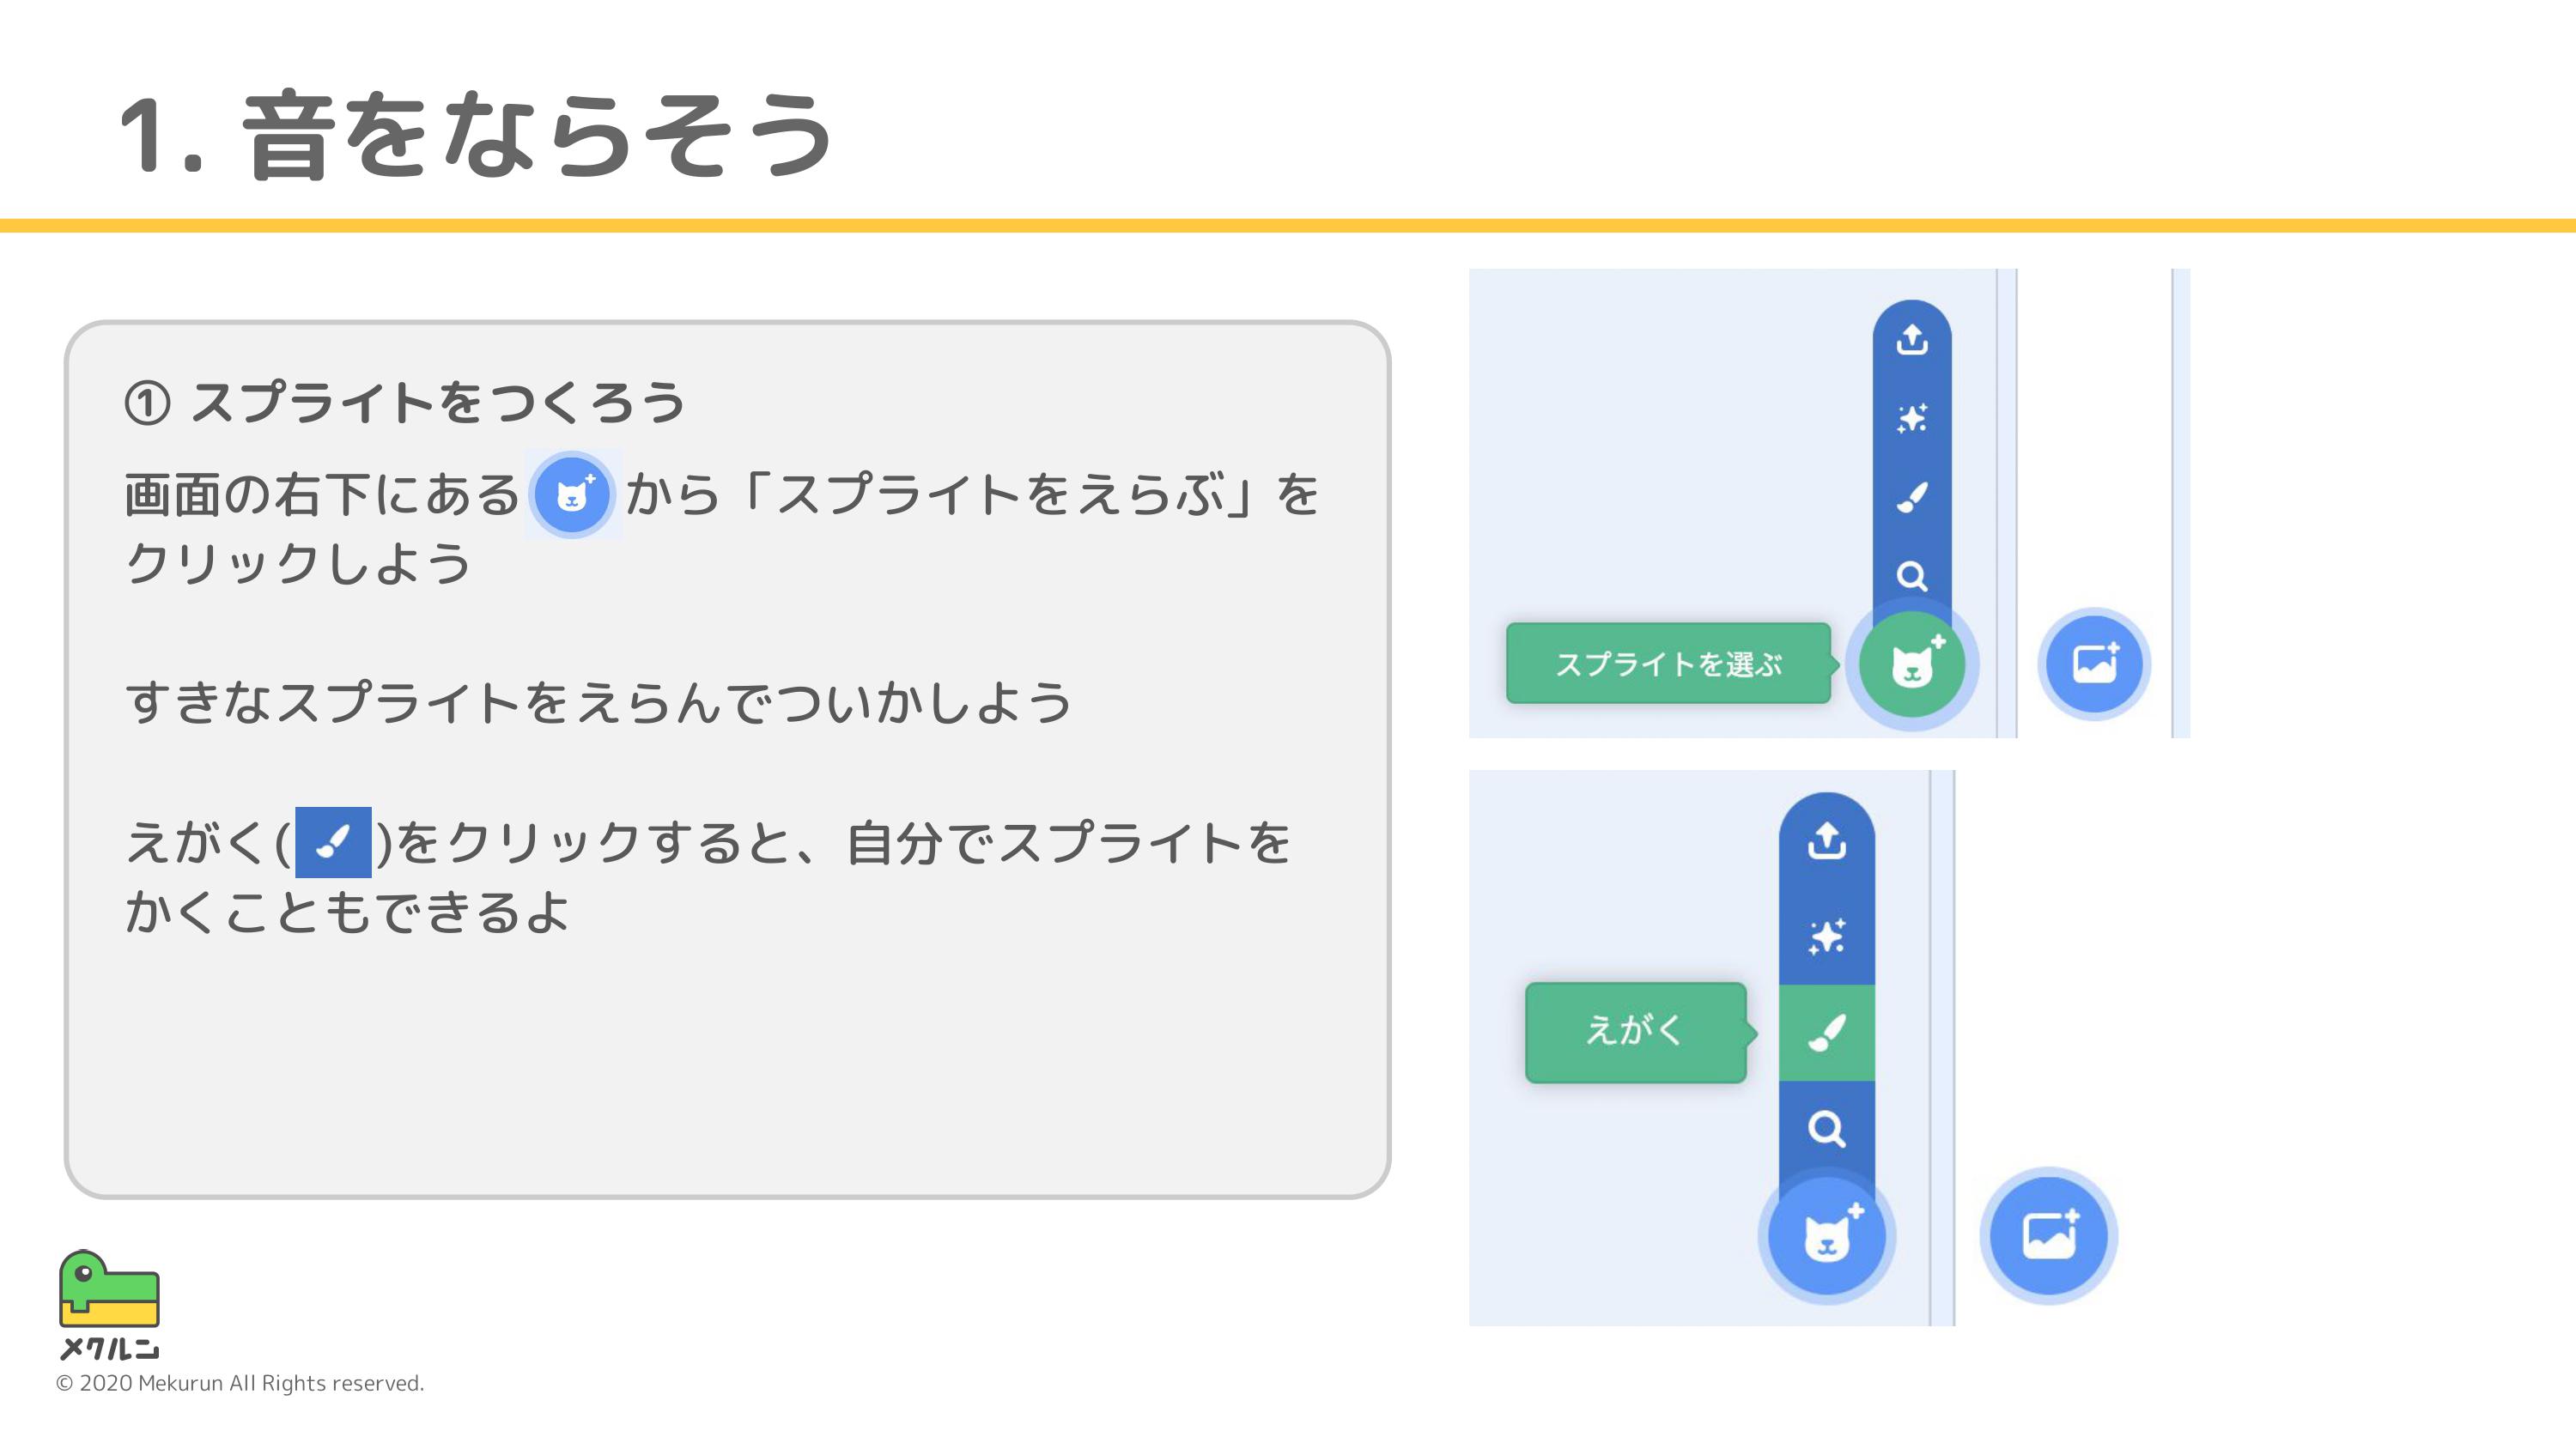 1. 音をならそう
① スプライトをつくろう
画面の右下にある から「スプライトをえらぶ」を
クリックしよう
すきなスプライトをえらんでついかしよう
えがく( )をクリックすると、自分でスプライトを
かくこともできるよ
スプライトを選ぶ
えがく
メクルン
© 2020 Mekurun All Rights reserved.